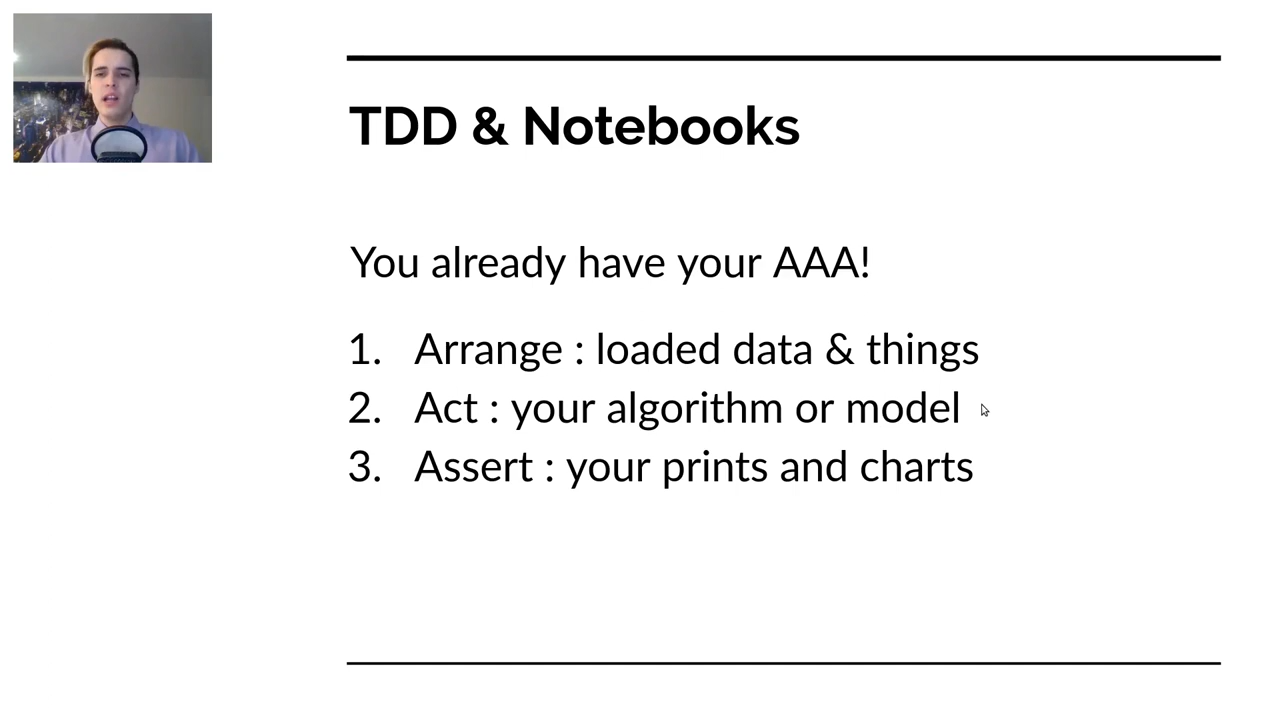 TDD & Notebooks
You already have your AAA!
1. Arrange : loaded data & things
2. Act : your algorithm or model
3. Assert : your prints and charts